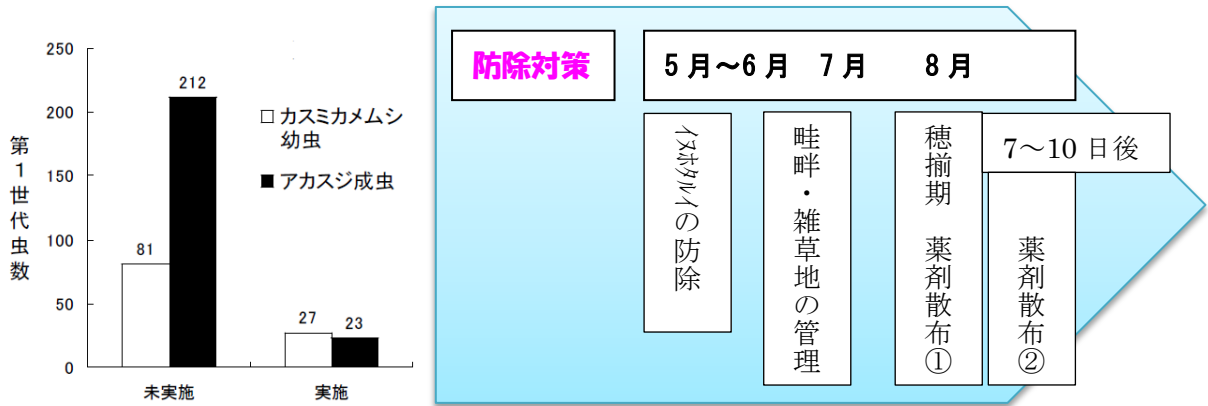 250
200
150
100
50
0
第1世代虫数
81
212
27
23
未実施
実施
□カスミカメムシ
幼虫
■アカスジ成虫
防除対策
5月～6月 7月 8月
イヌホタルイの防除
畦畔・雑草地の管理
穂揃期 薬剤散布①
7～10日後
薬剤散布②